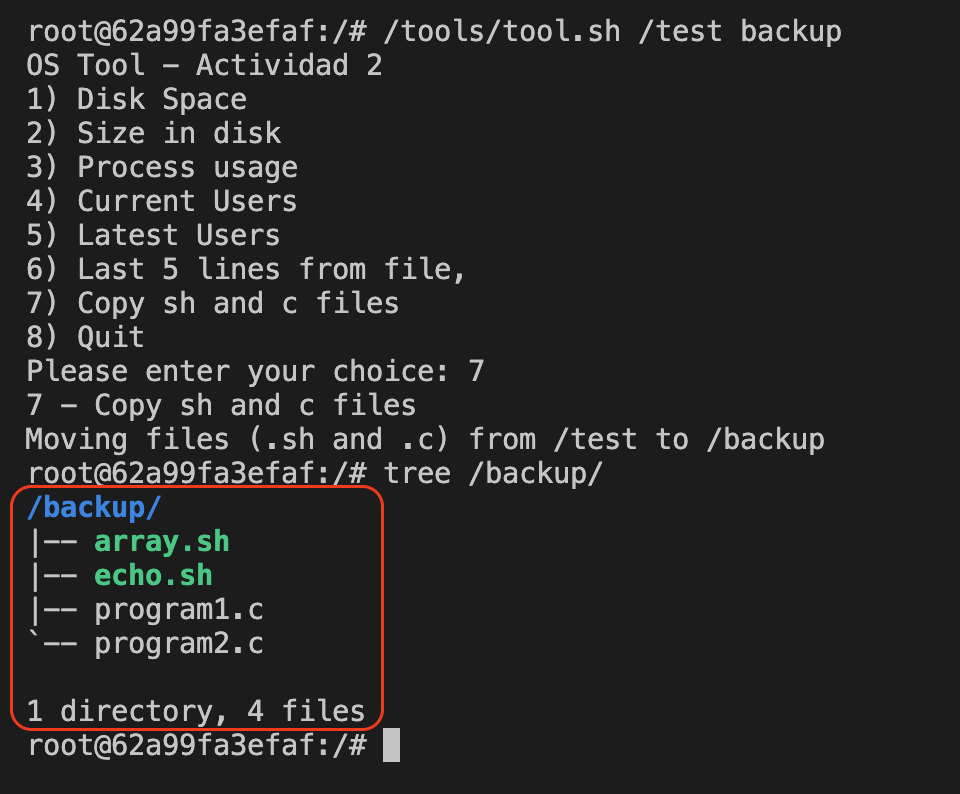 root@62a99fa3efaf:/# /tools/tool.sh /test backup
OS Tool – Actividad 2
1) Disk Space
2) Size in disk
3) Process usage
4) Current Users
5) Latest Users
6) Last 5 lines from file,
7) Copy sh and c files
8) Quit
Please enter your choice: 7
7 – Copy sh and c files
Moving files (.sh and .c) from /test to /backup
root@62a99fa3efaf:/# tree /backup/
/backup/
|-- array.sh
|-- echo.sh
|-- program1.c
`-- program2.c
1 directory, 4 files
root@62a99fa3efaf:/#